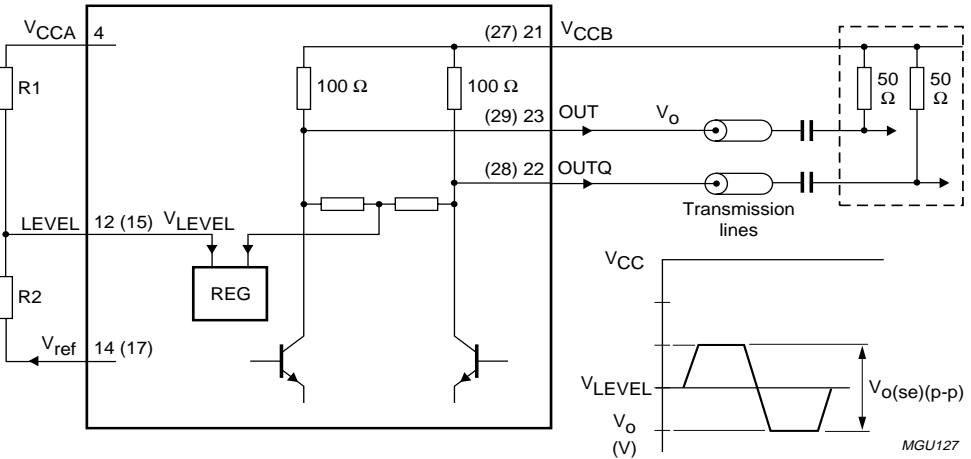 VCCA 4
R1
LEVEL 12 (15) VLEVEL
REG
R2
Vref 14 (17)
100 Ω
100 Ω
(27) 21 VCCB
(29) 23 OUT
Vo
(28) 22 OUTQ
Transmission
lines
50
Ω
50
Ω
VCC
VLEVEL
Vo
(V)
Vo(se)(p-p)
MGU127